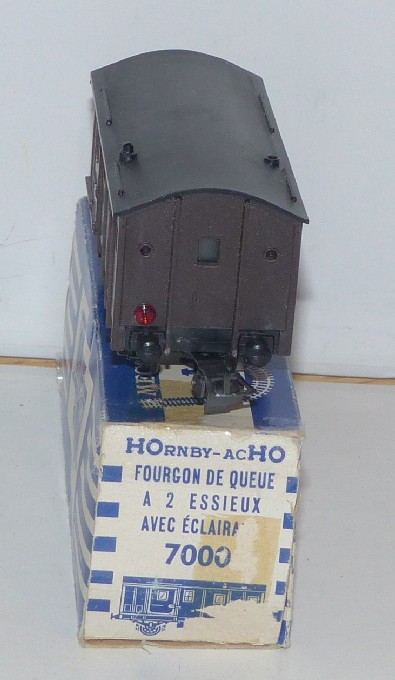 HORNBY-ACHO
FOURGON DE QUEUE
A 2 ESSIEUX
AVEC ÉCLAIRA
7000